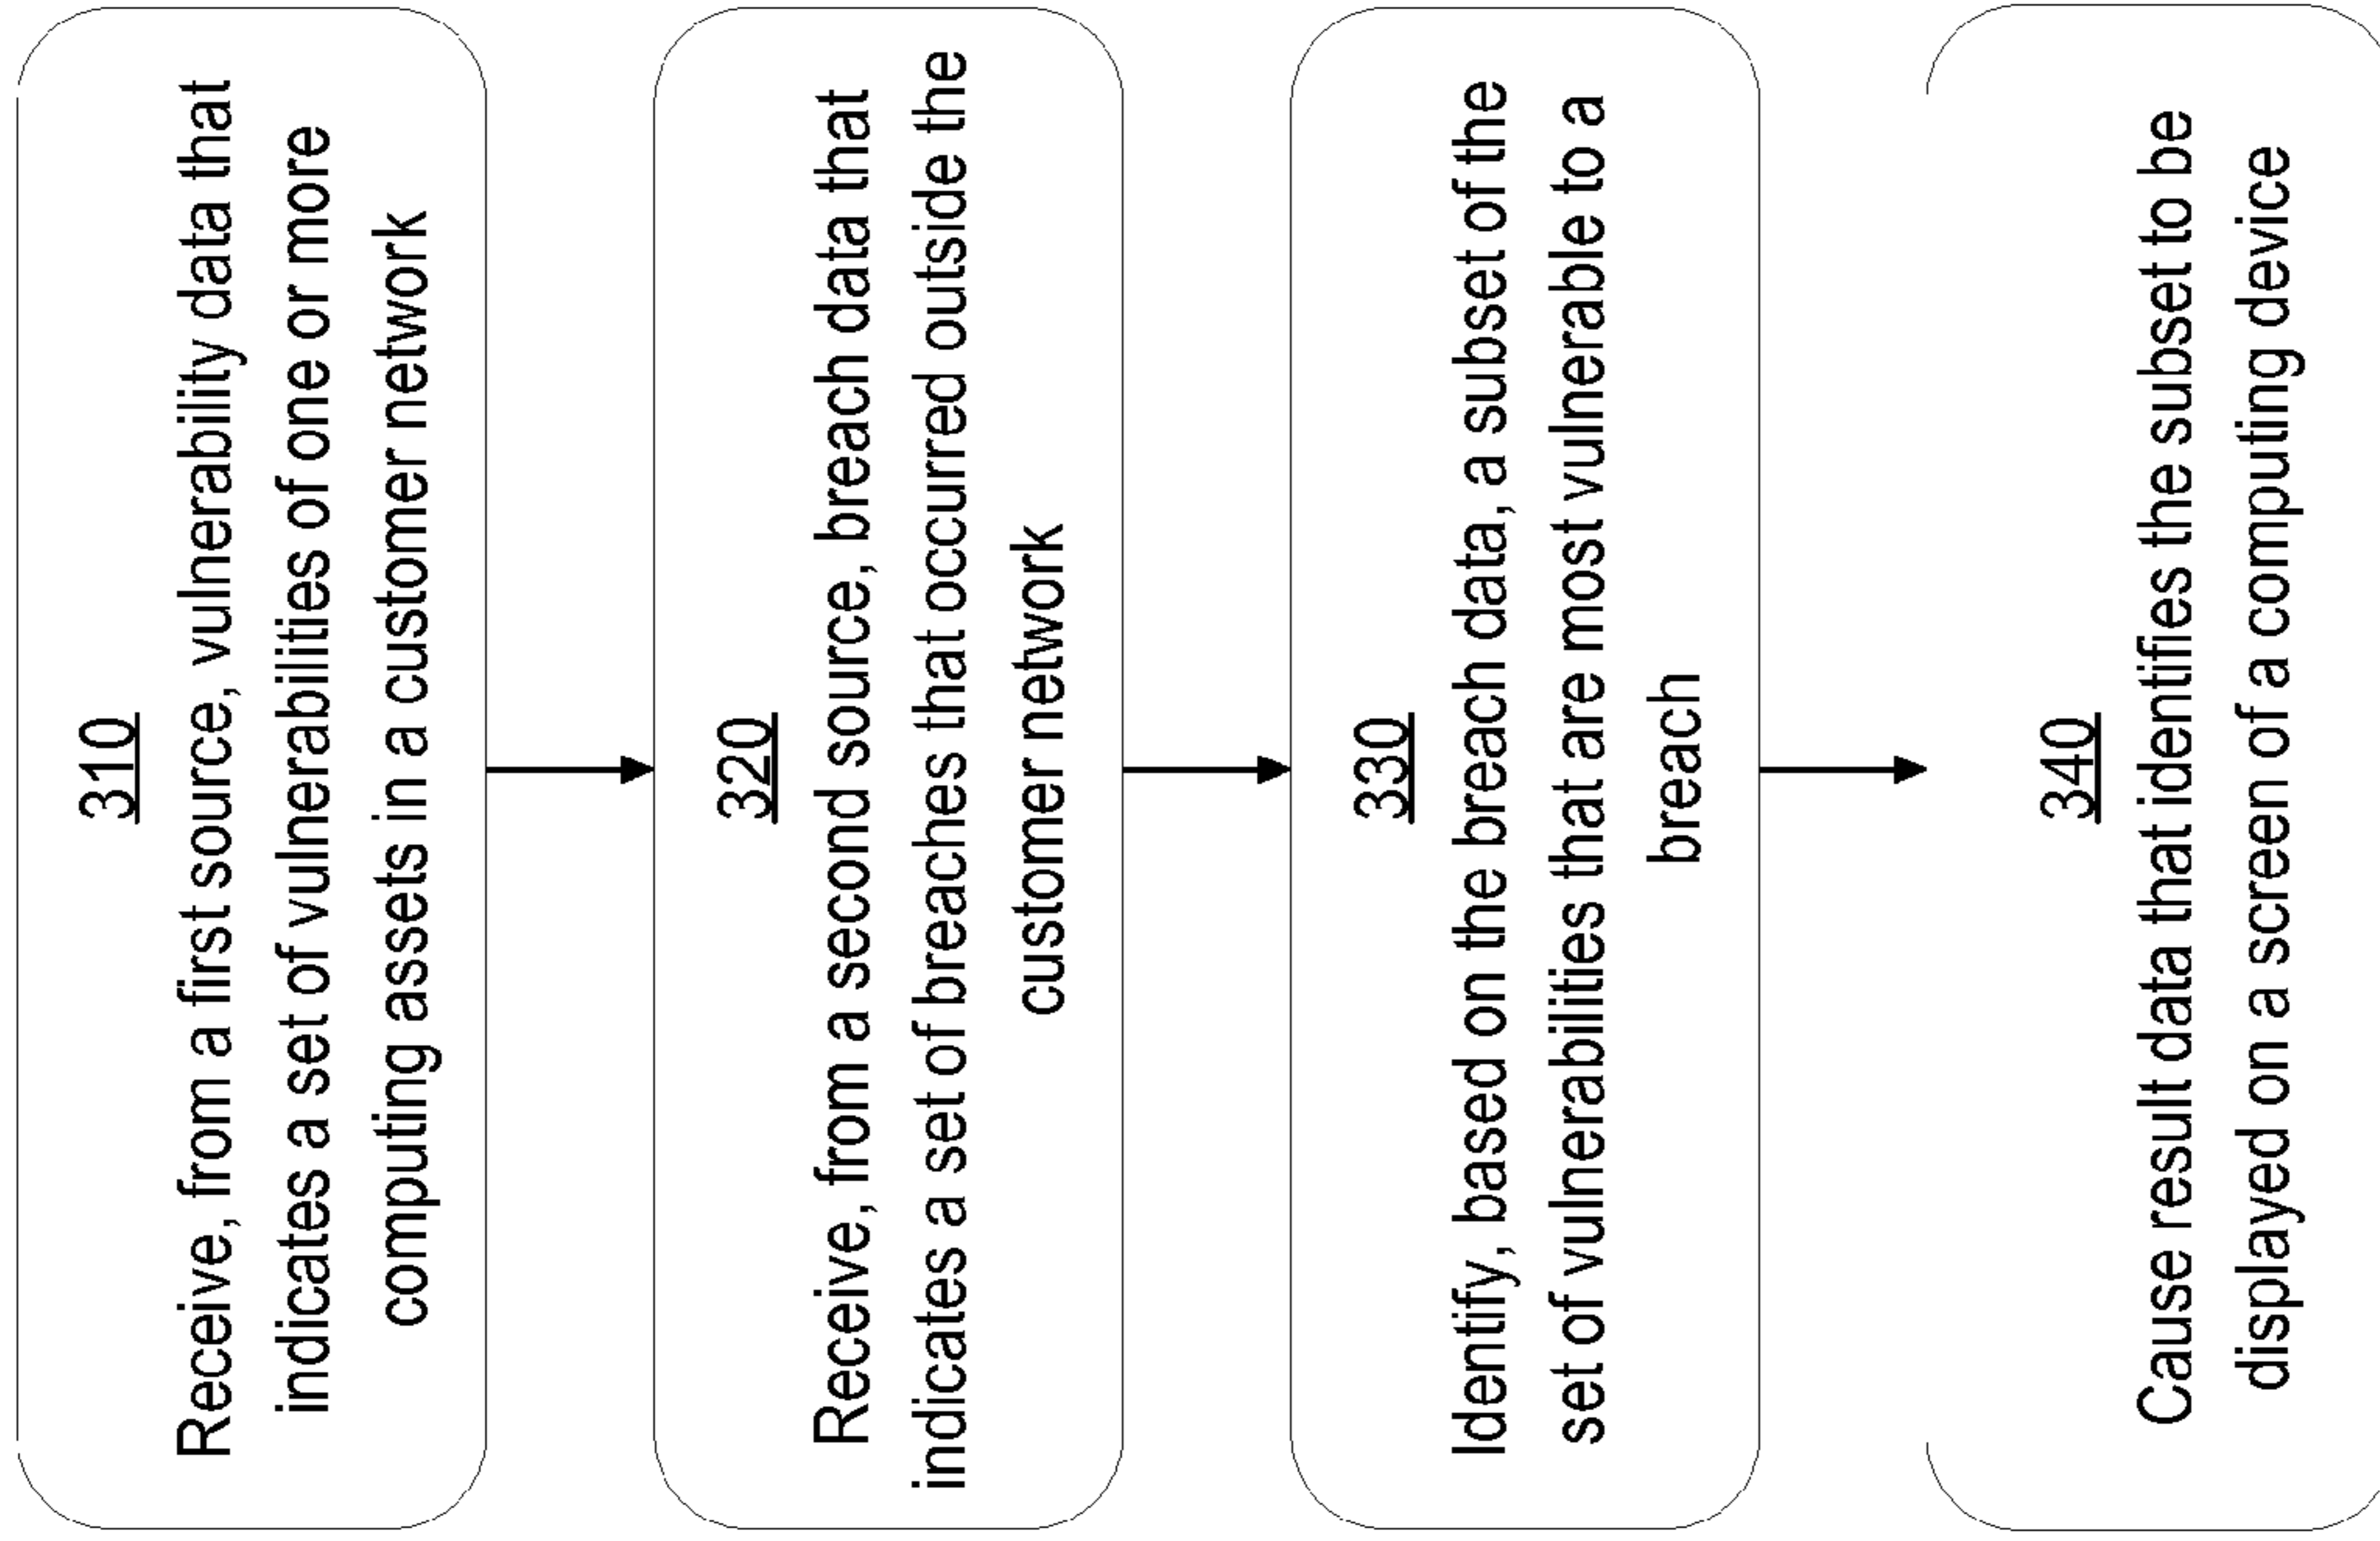 310
Receive, from a first source, vulnerability data that
indicates a set of vulnerabilities of one or more
computing assets in a customer network
320
Receive, from a second source, breach data that
indicates a set of breaches that occurred outside the
customer network
330
Identify, based on the breach data, a subset of the
set of vulnerabilities that are most vulnerable to a
breach
340
Cause result data that identifies the subset to be
displayed on a screen of a computing device